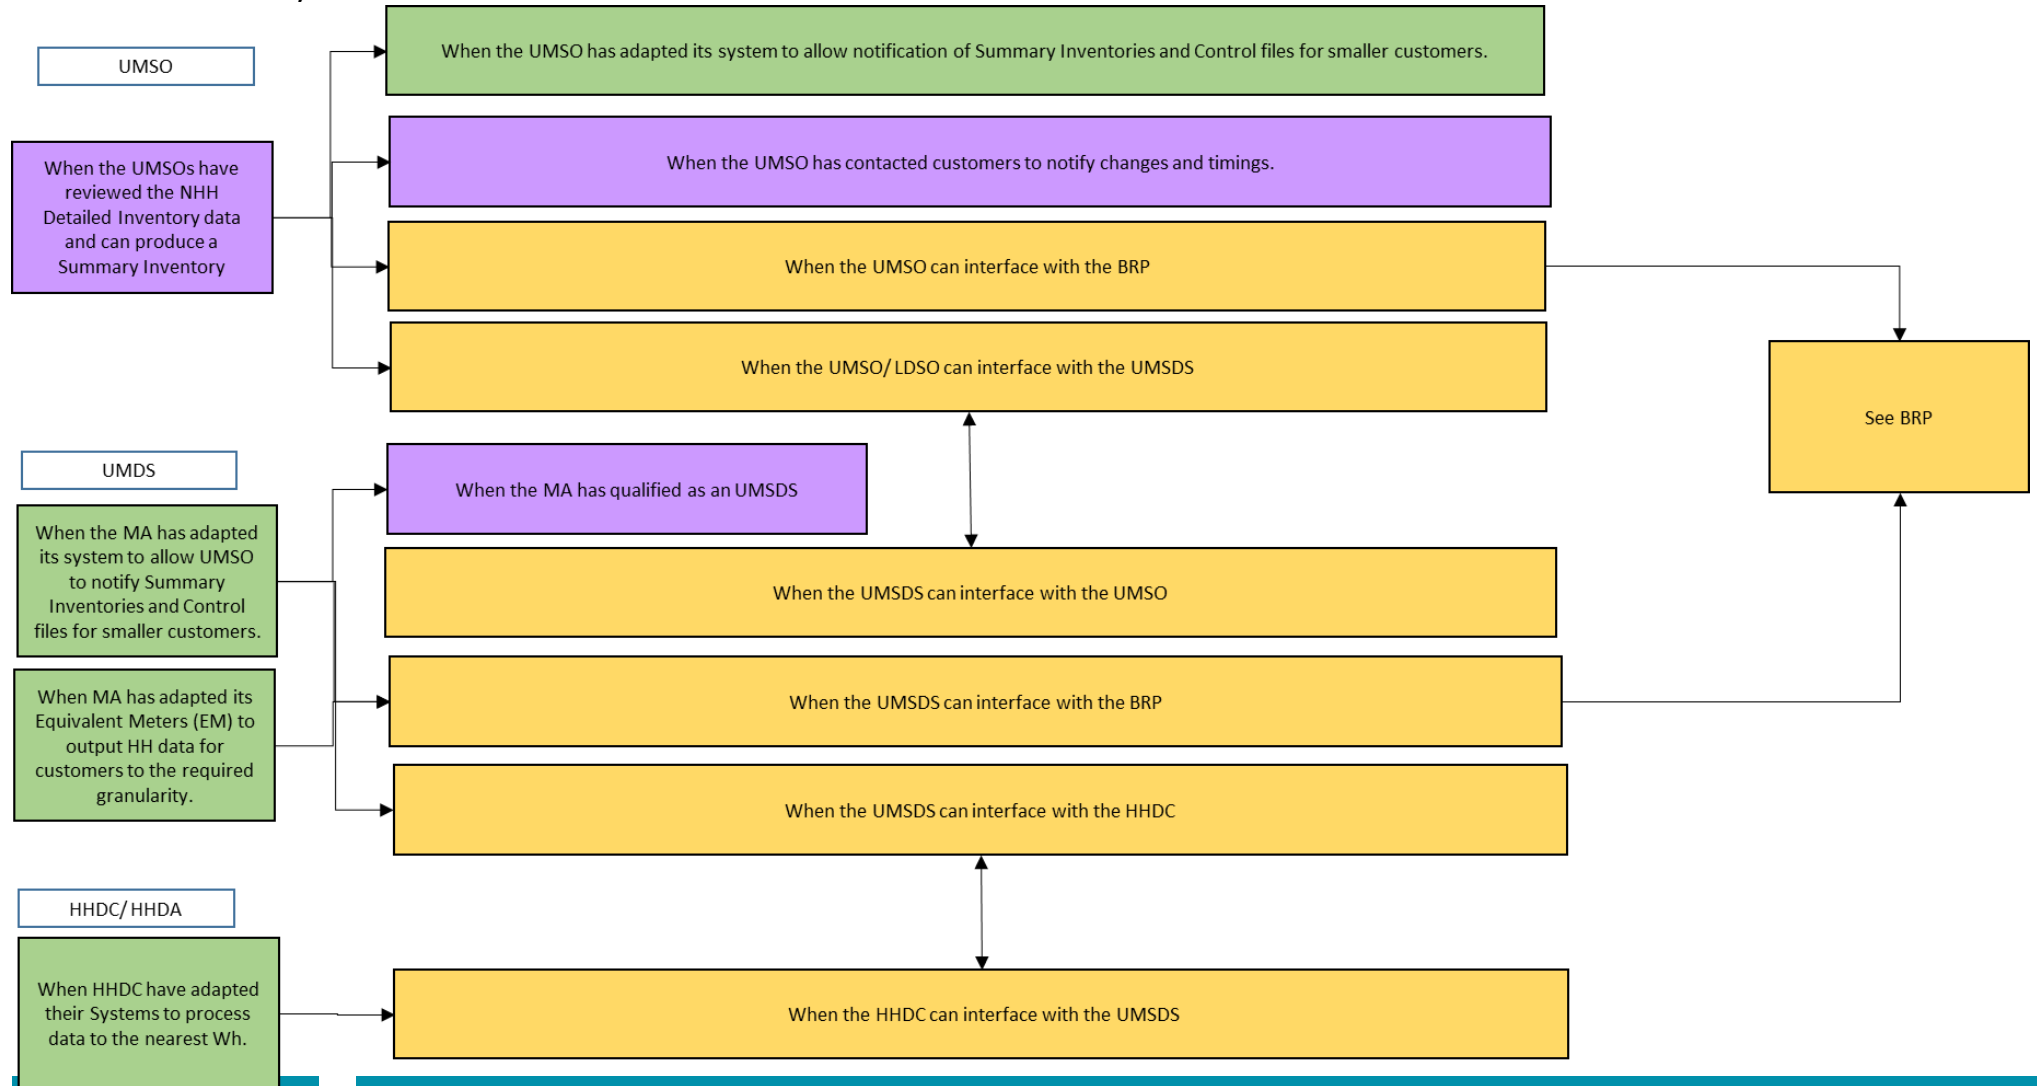 When the UMSO has adapted its system to allow notification of Summary Inventories and Control files for smaller customers.
UMSO
When the UMSO has contacted customers to notify changes and timings.
When the UMSOs have
reviewed the NHH
Detailed Inventory data
and can produce a
Summary Inventory
When the UMSO can interface with the BRP
When the UMSO/ LDSO can interface with the UMSDS
See BRP
UMDS
When the MA has qualified as an UMSDS
When the MA has adapted
its system to allow UMSO
to notify Summary
Inventories and Control
files for smaller customers.
When the UMSDS can interface with the UMSO
When MA has adapted its
Equivalent Meters (EM) to
output HH data for
customers to the required
granularity.
When the UMSDS can interface with the BRP
When the UMSDS can interface with the HHDC
HHDC/ HHDA
When HHDC have adapted
their Systems to process
data to the nearest Wh.
When the HHDC can interface with the UMSDS